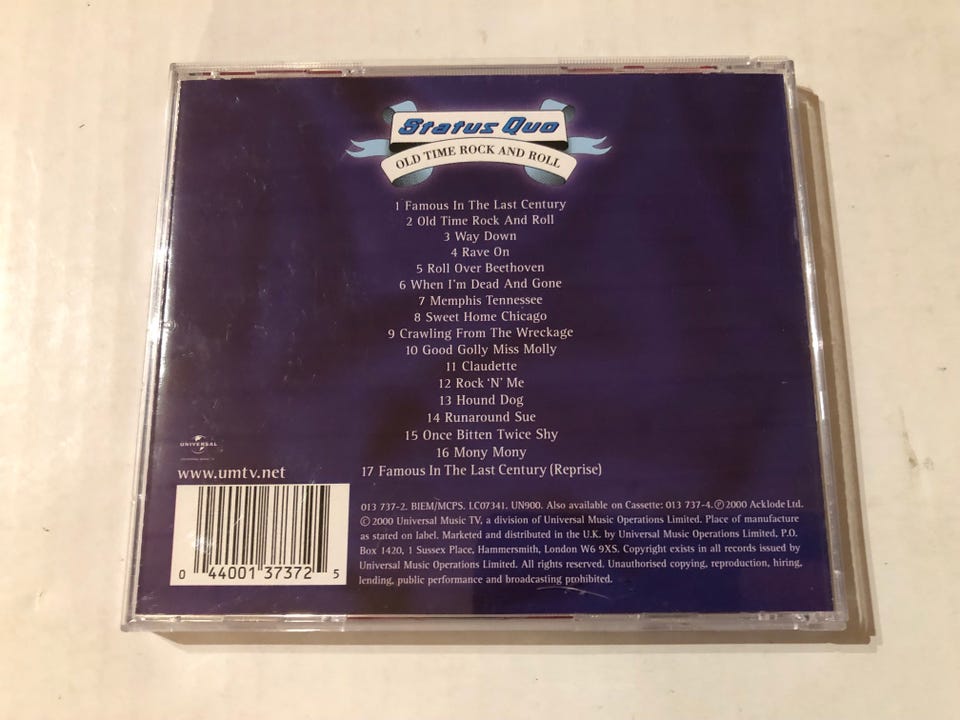 Status Quo
OLD TIME ROCK AND ROLL
1 Famous In The Last Century
2 Old Time Rock And Roll
3 Way Down
4 Rave On
5 Roll Over Beethoven
6 When I'm Dead And Gone
7 Memphis Tennessee
8 Sweet Home Chicago
9 Crawling From The Wreckage
10 Good Golly Miss Molly
11 Claudette
12 Rock 'N' Me
13 Hound Dog
14 Runaround Sue
15 Once Bitten Twice Shy
16 Mony Mony
17 Famous In The Last Century (Reprise)
UNIVERSAL
www.umtv.net
013 737-2. BIEM/MCPS. LC07341. UN900. Also available on Cassette: 013 737-4. ℗ 2000 Acklode Ltd.
© 2000 Universal Music TV, a division of Universal Music Operations Limited. Place of manufacture
as stated on label. Marketed and distributed in the U.K. by Universal Music Operations Limited, P.O.
Box 1420, 1 Sussex Place, Hammersmith, London W6 9XS. Copyright exists in all records issued by
Universal Music Operations Limited. All rights reserved. Unauthorised copying, reproduction, hiring,
lending, public performance and broadcasting prohibited.
0 44001 37372 5